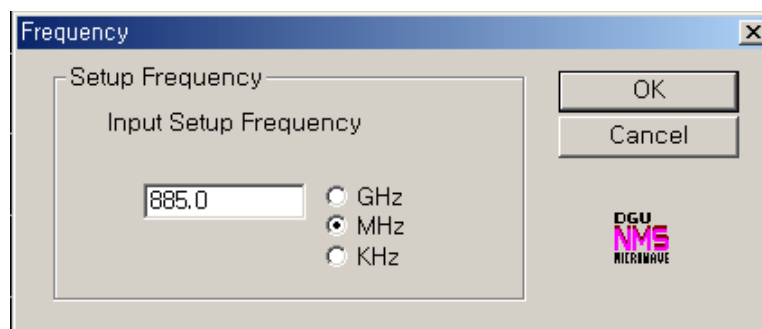 Frequency
Setup Frequency
Input Setup Frequency
885.0
GHz
MHz
KHz
OK
Cancel
DGU
NMS
MICROWAVE